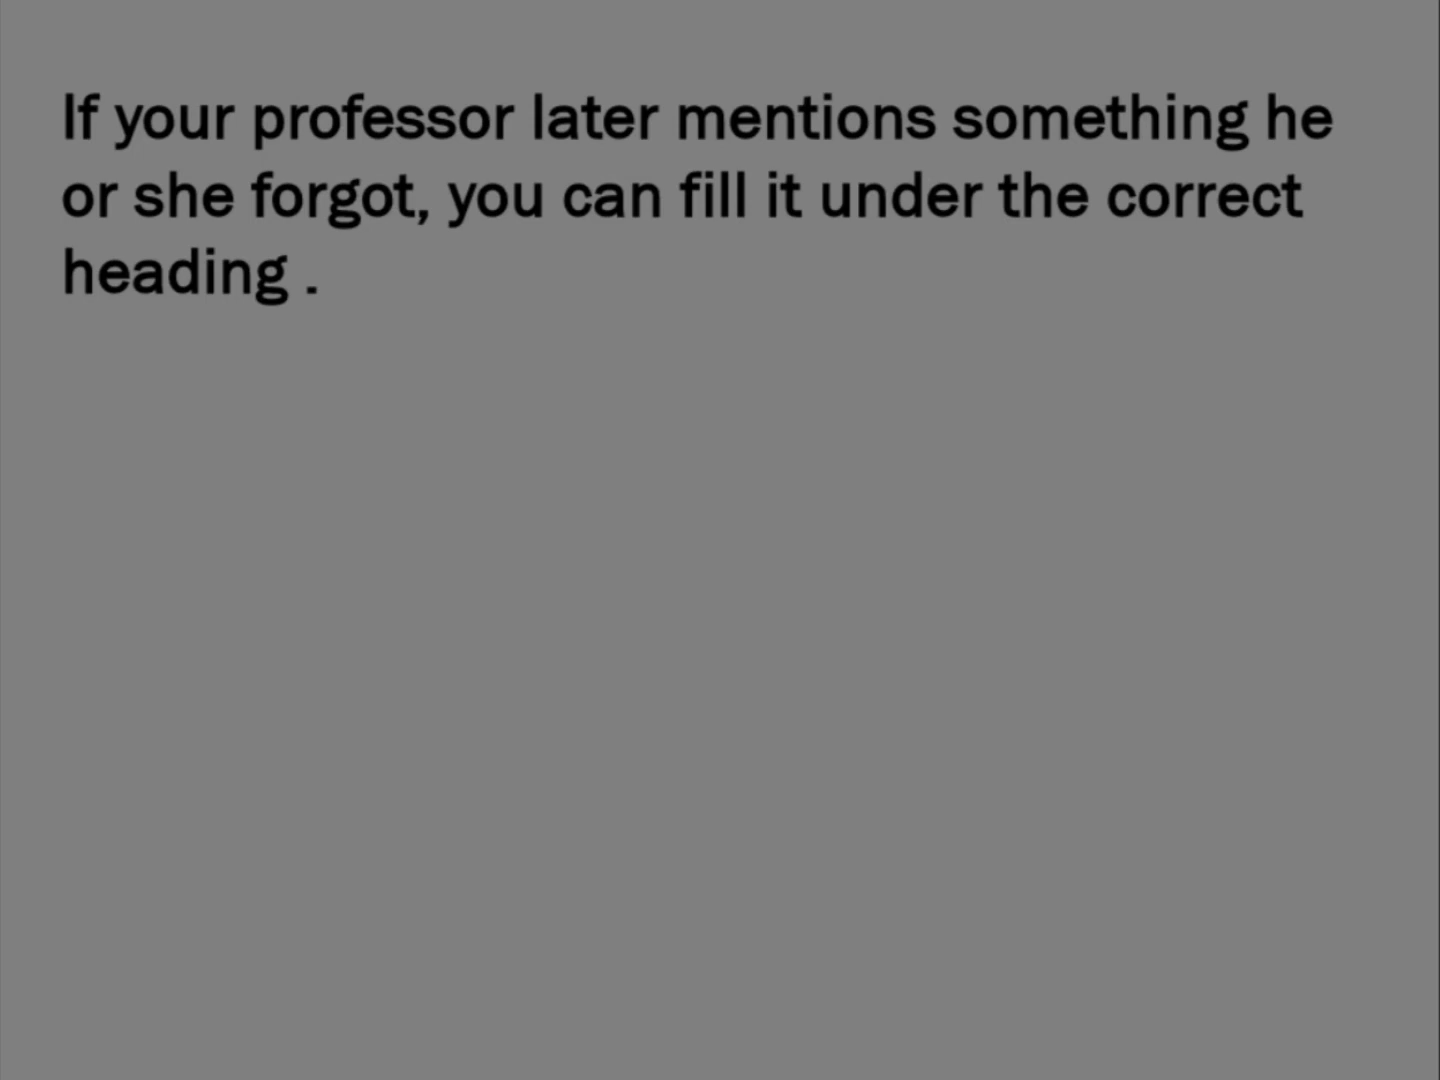 If your professor later mentions something he
or she forgot, you can fill it under the correct
heading .